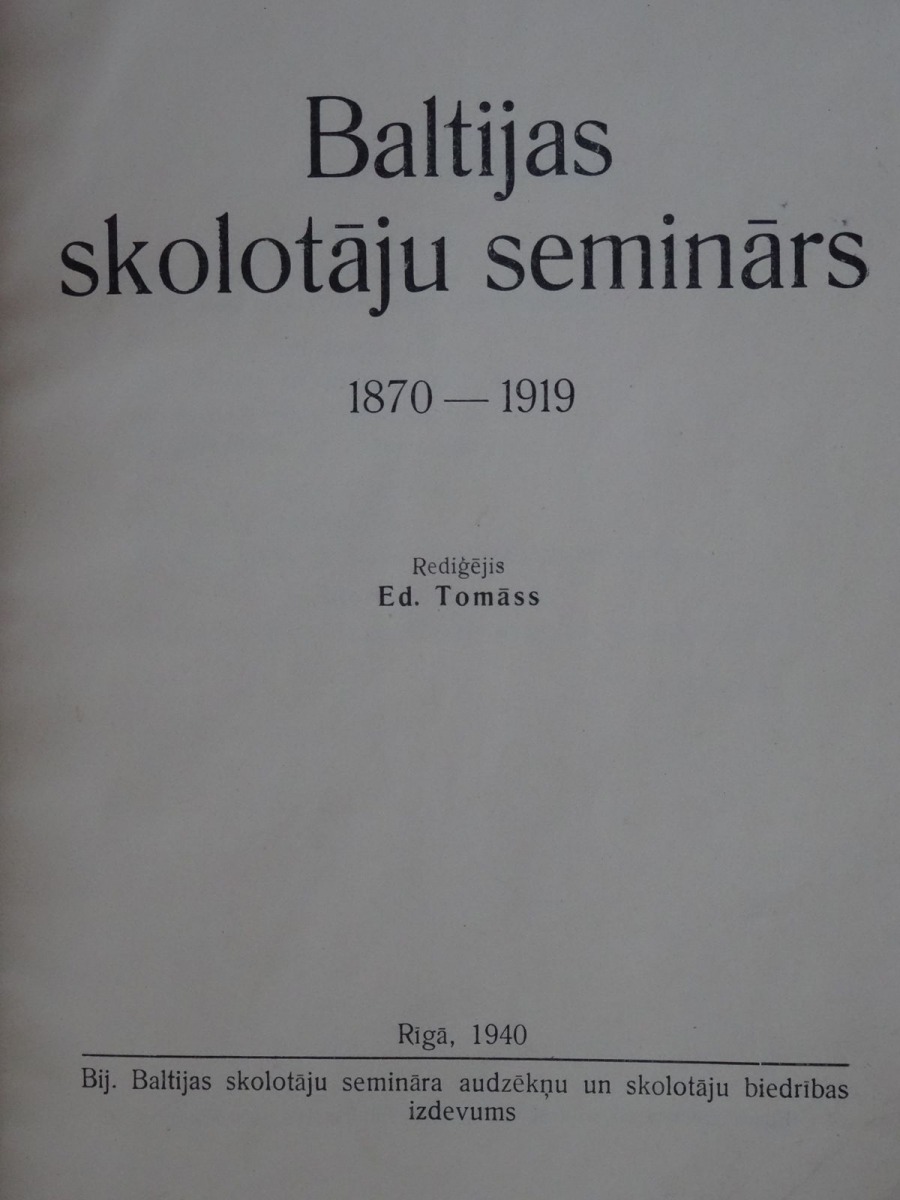 Baltijas
skolotāju seminārs
1870 — 1919
Rediģējis
Ed. Tomāss
Rīgā, 1940
Bij. Baltijas skolotāju semināra audzēkņu un skolotāju biedrības
izdevums